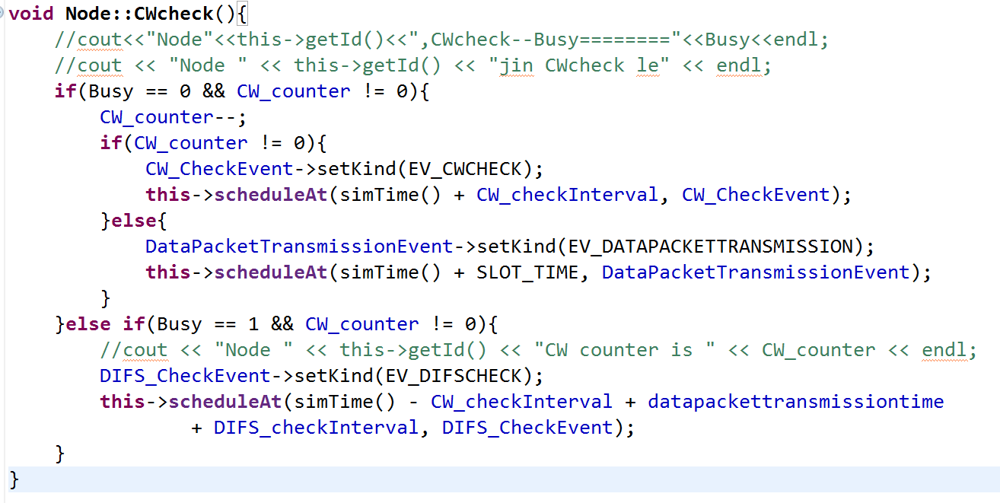 void Node::CWcheck(){
    //cout<<"Node"<<this->getId()<<",CWcheck--Busy========"<<Busy<<endl;
    //cout << "Node " << this->getId() << "jin CWcheck le" << endl;
    if(Busy == 0 && CW_counter != 0){
        CW_counter--;
        if(CW_counter != 0){
            CW_CheckEvent->setKind(EV_CWCHECK);
            this->scheduleAt(simTime() + CW_checkInterval, CW_CheckEvent);
        }else{
            DataPacketTransmissionEvent->setKind(EV_DATAPACKETTRANSMISSION);
            this->scheduleAt(simTime() + SLOT_TIME, DataPacketTransmissionEvent);
        }
    }else if(Busy == 1 && CW_counter != 0){
        //cout << "Node " << this->getId() << "CW counter is " << CW_counter << endl;
        DIFS_CheckEvent->setKind(EV_DIFSCHECK);
        this->scheduleAt(simTime() - CW_checkInterval + datapackettransmissiontime
                + DIFS_checkInterval, DIFS_CheckEvent);
    }
}